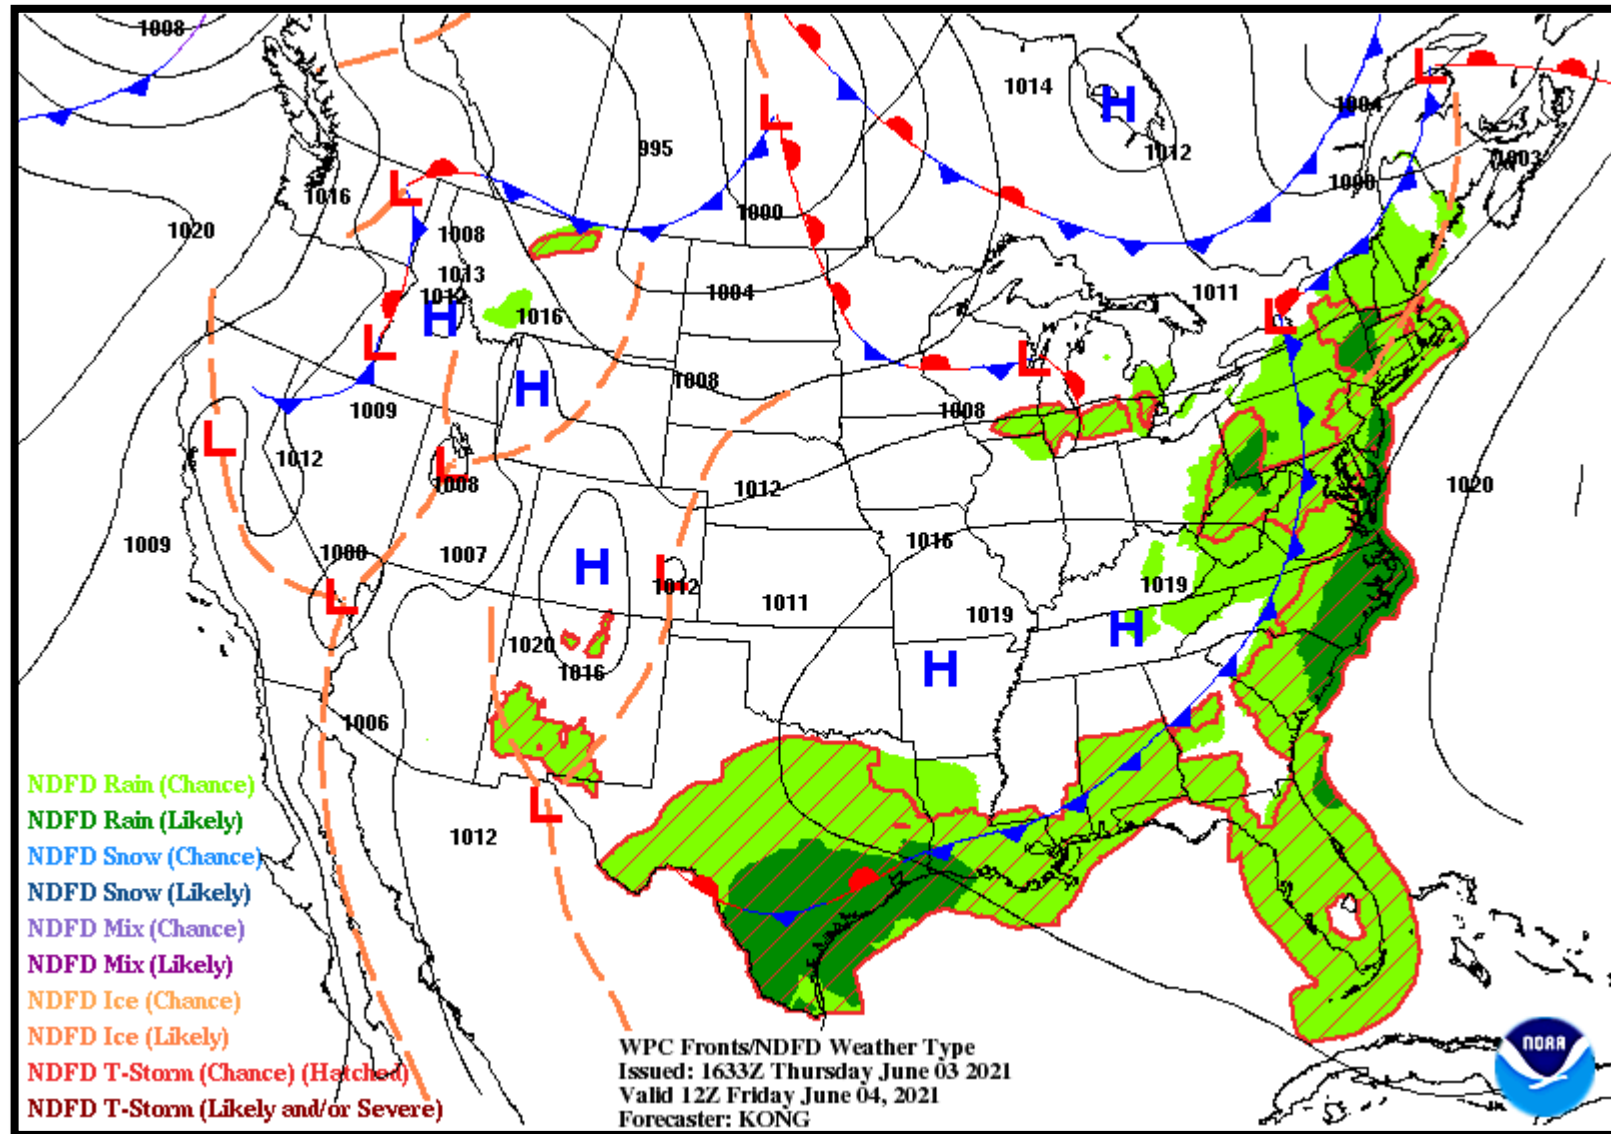 1008
1014
1004
995
1012
1003
1016
1000
1020
1000
1008
1013
1012
1004
1011
1016
1008
1009
1008
1012
1008
1012
1020
1009
1000
1007
1016
1012
1011
1019
1019
1020
1016
1006
1012
L
L
L
L
L
L
L
L
L
L
L
H
H
H
H
H
H
NDFD Rain (Chance)
NDFD Rain (Likely)
NDFD Snow (Chance)
NDFD Snow (Likely)
NDFD Mix (Chance)
NDFD Mix (Likely)
NDFD Ice (Chance)
NDFD Ice (Likely)
NDFD T-Storm (Chance) (Hatched)
NDFD T-Storm (Likely and/or Severe)
WPC Fronts/NDFD Weather Type
Issued: 1633Z Thursday June 03 2021
Valid 12Z Friday June 04, 2021
Forecaster: KONG
NOAA